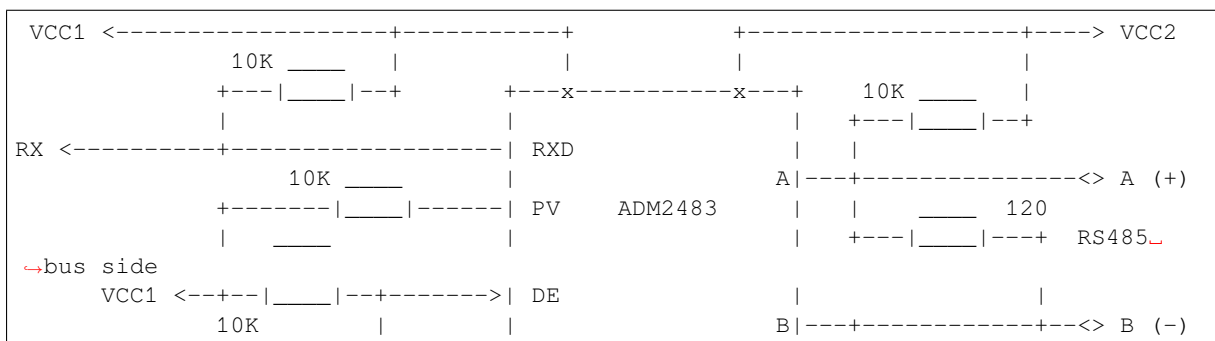 VCC1 <--------------------+-----------+           +--------------------+----> VCC2
               10K ____   |           |           |                    |
              +---|____|--+       +---x-----------x---+    10K ____    |
              |                   |                   |   +---|____|--+
RX <----------+-------------------| RXD               |   |
                   10K ____       |                  A|---+---------------<> A (+)
              +-------|____|------| PV    ADM2483     |   |    ____  120
              |   ____            |                   |   +---|____|---+  RS485␣
↪bus side
      VCC1 <--+--|____|--+------->| DE                |                |
              10K        |        |                  B|---+------------+--<> B (-)